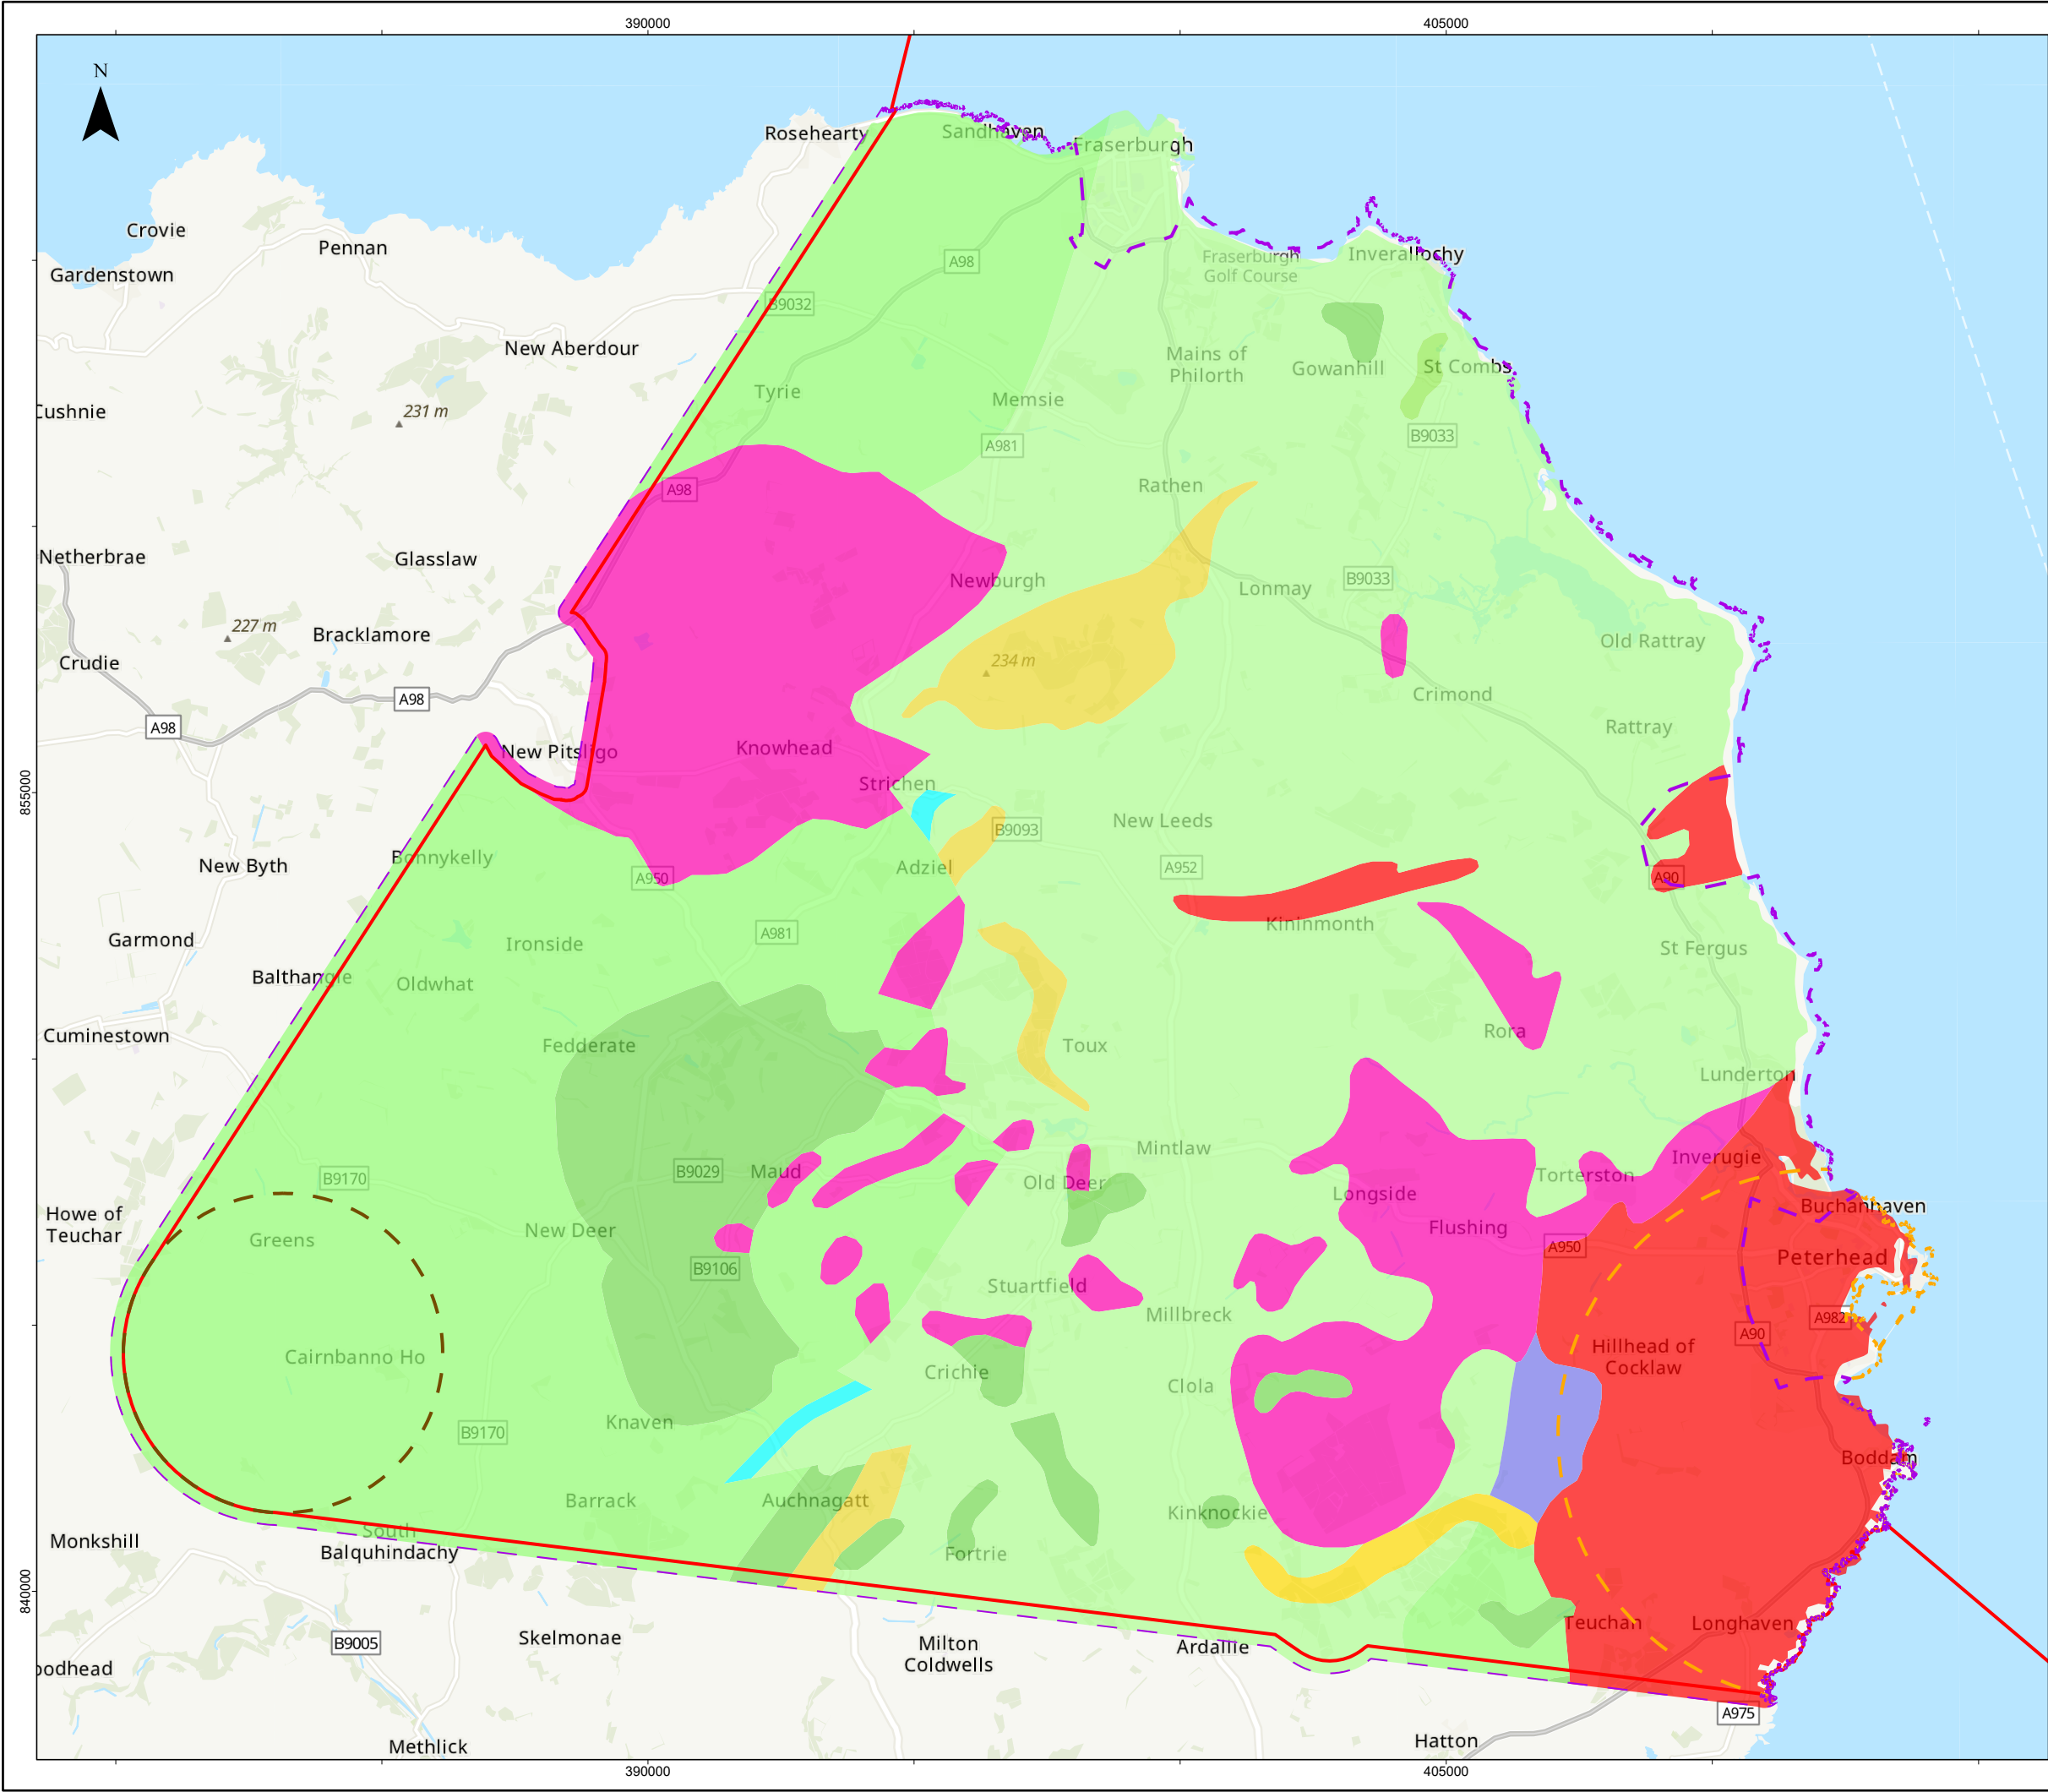 390000
405000
N
Rosehearty
Sandhaven
Fraserburgh
Crovie
Pennan
Gardenstown
A98
Fraserburgh
Golf Course
Inverallochy
B9032
New Aberdour
Mains of
Philorth
Gowanhill
St Combs
Tyrie
Memsie
Cushnie
231 m
A981
B9033
A98
Rathen
Netherbrae
Glasslaw
Newburgh
B9033
Lonmay
227 m
Bracklamore
Old Rattray
Crudie
234 m
A98
Crimond
A98
Rattray
New Pitsligo
Knowhead
Strichen
855000
New Leeds
B9093
New Byth
Bonnykelly
A950
Adziel
A952
A90
Garmond
Ironside
A981
Kininmonth
St Fergus
Balthangie
Oldwhat
Cuminestown
Fedderate
Toux
Rora
Lunderton
Mintlaw
B9170
B9029
Maud
Old Deer
Torterston
Inverugie
Longside
Buchanhaven
Howe of
Teuchar
Greens
New Deer
Flushing
A950
Peterhead
B9106
Stuartfield
Millbreck
A982
A90
Hillhead of
Cocklaw
Cairnbanno Ho
Crichie
Clola
Knaven
B9170
Boddam
Barrack
Auchnagatt
Kinknockie
South
Balquhindachy
Monkshill
Fortrie
840000
B9005
Skelmonae
Milton
Coldwells
Ardallie
Teuchan
Longhaven
oodhead
A975
Methlick
Hatton
390000
405000